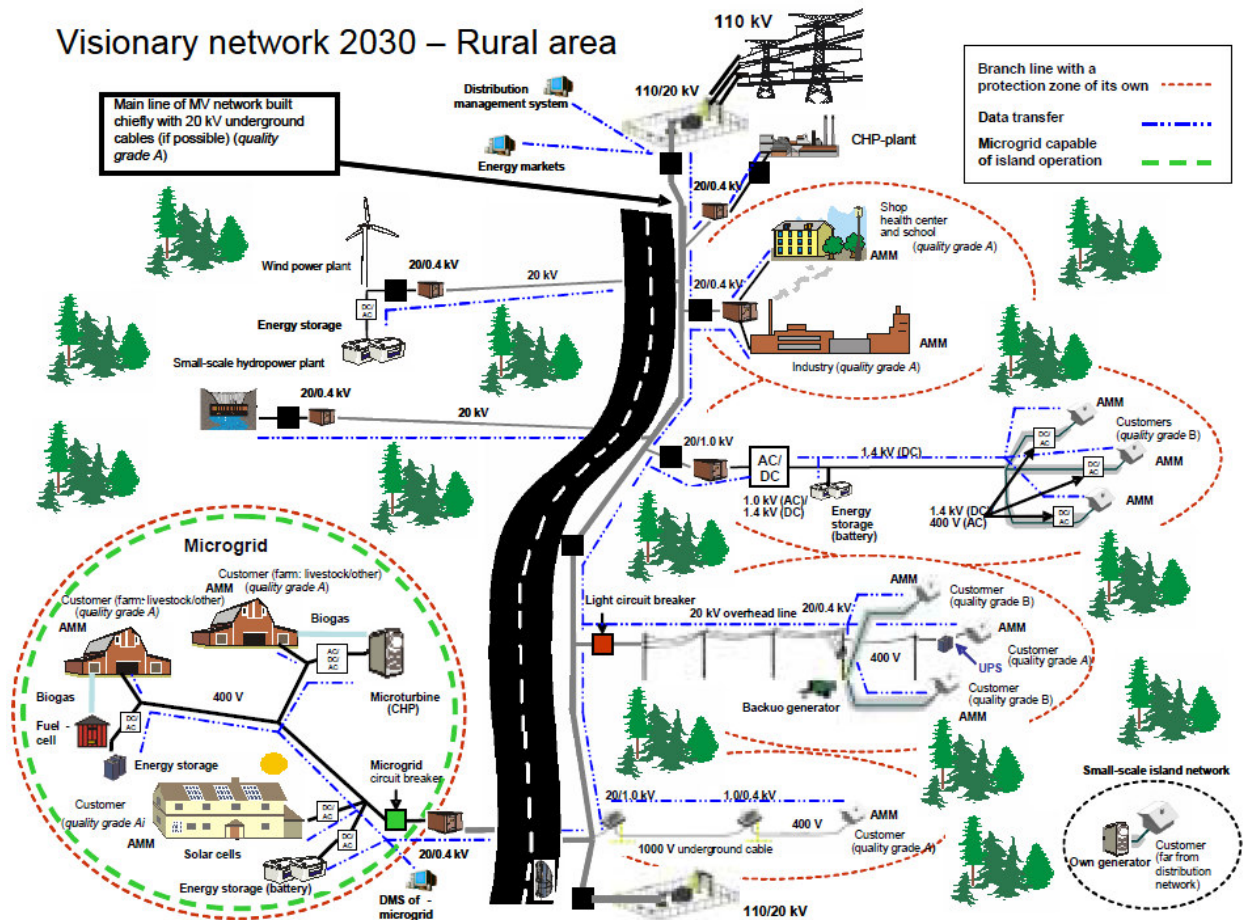 Visionary network 2030 – Rural area
110 kV
110/20 kV
Distribution
management system
Energy markets
Main line of MV network built
chiefly with 20 kV underground
cables (if possible) (quality
grade A)
Branch line with a
protection zone of its own
Data transfer
Microgrid capable
of island operation
CHP-plant
20/0.4 kV
Shop
health center
and school
(quality grade A)
AMM
Wind power plant
20/0.4 kV
20 kV
DC/
AC
Energy storage
20/0.4 kV
AMM
Industry (quality grade A)
Small-scale hydropower plant
20/0.4 kV
20 kV
20/1.0 kV
AC/
DC
1.0 kV (AC)/
1.4 kV (DC)
1.4 kV (DC)
Energy
storage
(battery)
AMM
Customers
(quality grade B)
AMM
AMM
DC/
AC
DC/
AC
DC/
AC
1.4 kV (DC)
400 V (AC)
Microgrid
Customer (farm: livestock/other)
(quality grade A)
AMM
Customer (farm: livestock/other)
(quality grade A)
AMM
Biogas
AC/
DC/
AC
Microturbine
(CHP)
400 V
Biogas
Fuel -
cell
DC/
AC
Energy storage
Microgrid
circuit breaker
Customer
(quality grade Ai
AMM
Solar cells
DC/
AC
DC/
AC
Energy storage (battery)
20/0.4 kV
DMS of -
microgrid
Light circuit breaker
20 kV overhead line
20/0.4 kV
AMM
Customer
(quality grade B)
400 V
AMM
Customer
(quality grade A)
UPS
Backuo generator
Customer
(quality grade B)
AMM
20/1.0 kV
1.0/0.4 kV
400 V
AMM
Customer
(quality grade A)
1000 V underground cable
110/20 kV
Small-scale island network
Own generator
Customer
(far from
distribution
network)